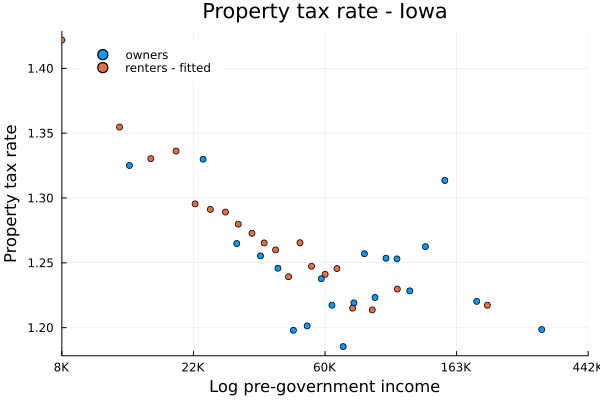 Property tax rate - Iowa
owners
renters - fitted
Property tax rate
1.40
1.35
1.30
1.25
1.20
8K
22K
60K
163K
442K
Log pre-government income